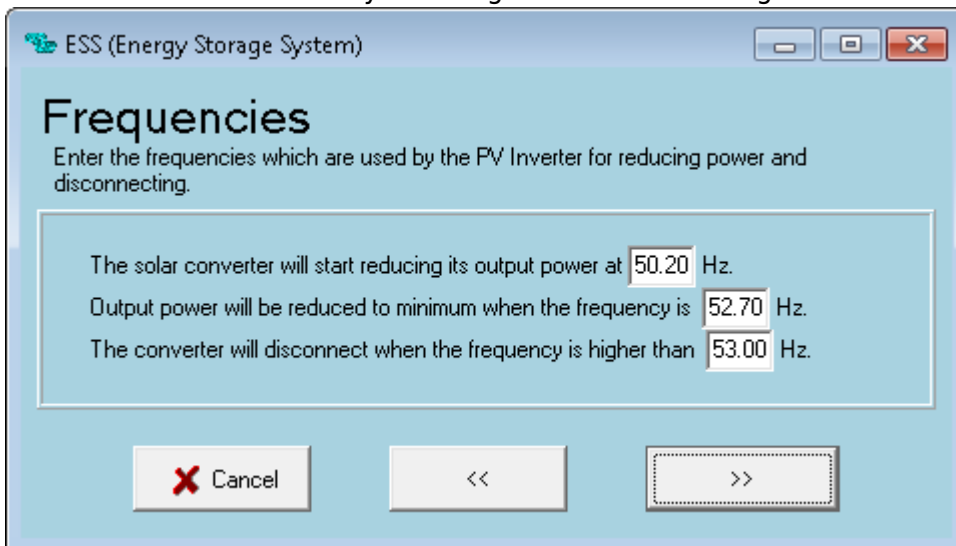 ESS (Energy Storage System)
Frequencies
Enter the frequencies which are used by the PV Inverter for reducing power and
disconnecting.
The solar converter will start reducing its output power at 50.20 Hz.
Output power will be reduced to minimum when the frequency is 52.70 Hz.
The converter will disconnect when the frequency is higher than 53.00 Hz.
Cancel << >>